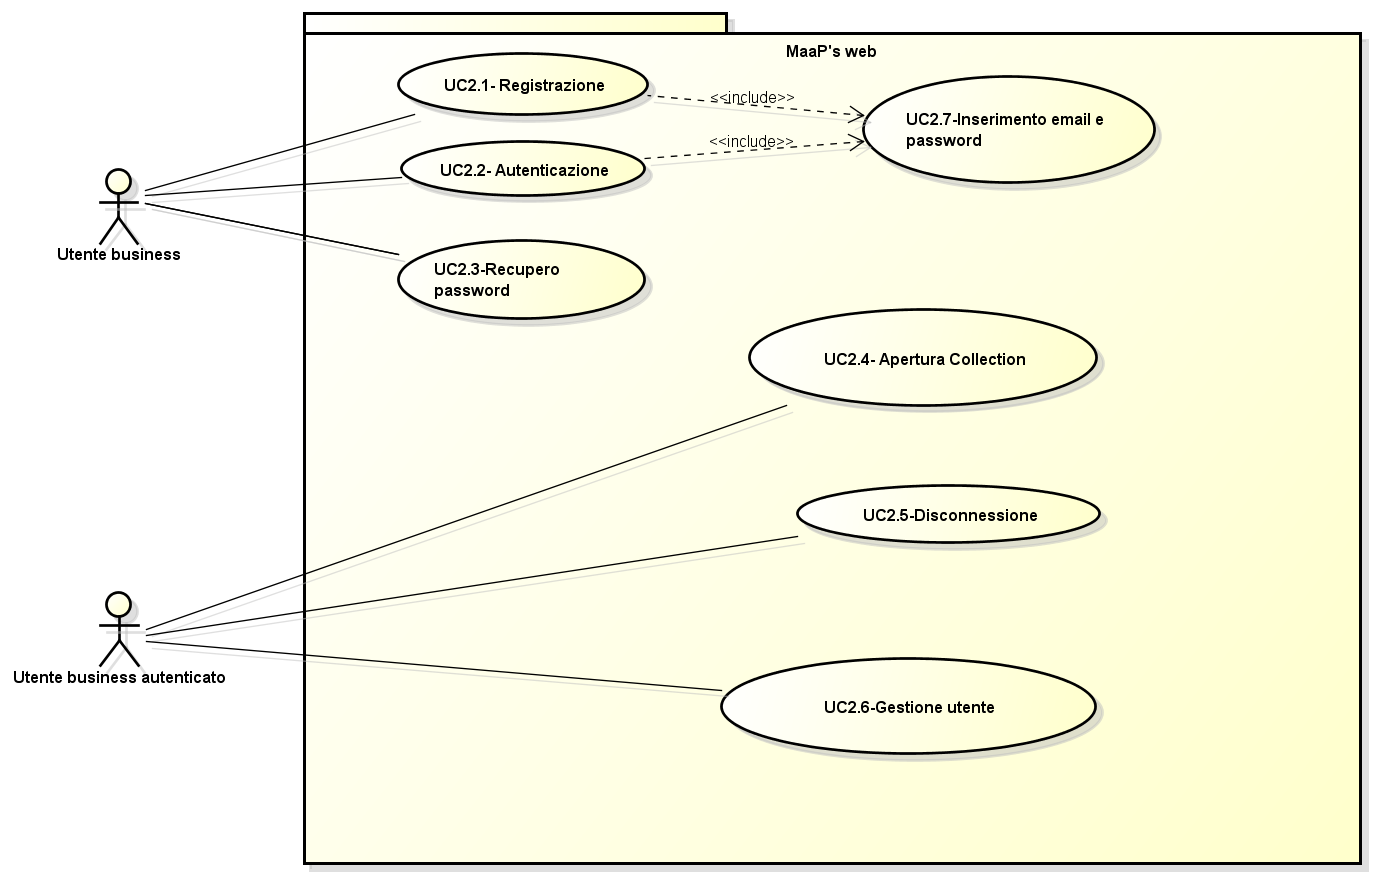 MaaP's web
UC2.1- Registrazione
<<include>>
UC2.7-Inserimento email e
password
<<include>>
UC2.2- Autenticazione
Utente business
UC2.3-Recupero
password
UC2.4- Apertura Collection
UC2.5-Disconnessione
Utente business autenticato
UC2.6-Gestione utente